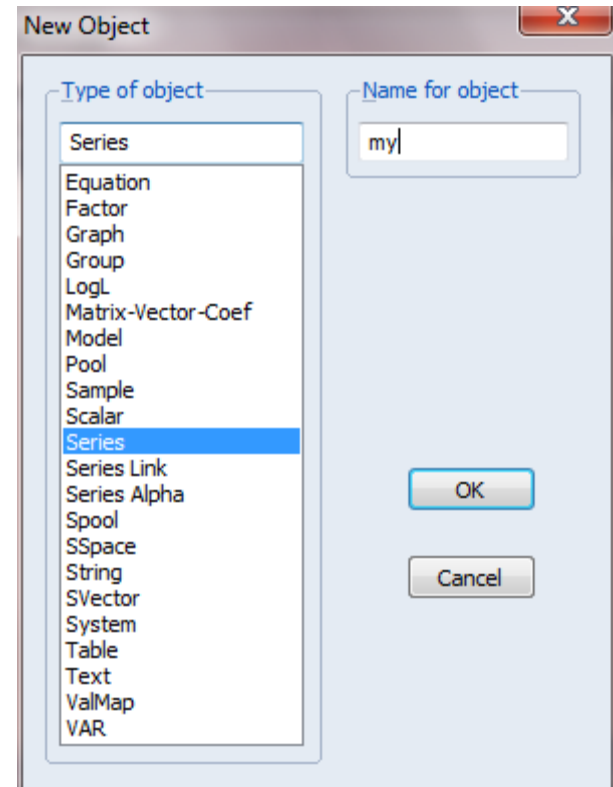 New Object
x
Type of object
Series
Equation
Factor
Graph
Group
LogL
Matrix-Vector-Coef
Model
Pool
Sample
Scalar
Series
Series Link
Series Alpha
Spool
SSpace
String
SVector
System
Table
Text
ValMap
VAR
Name for object
my
OK
Cancel